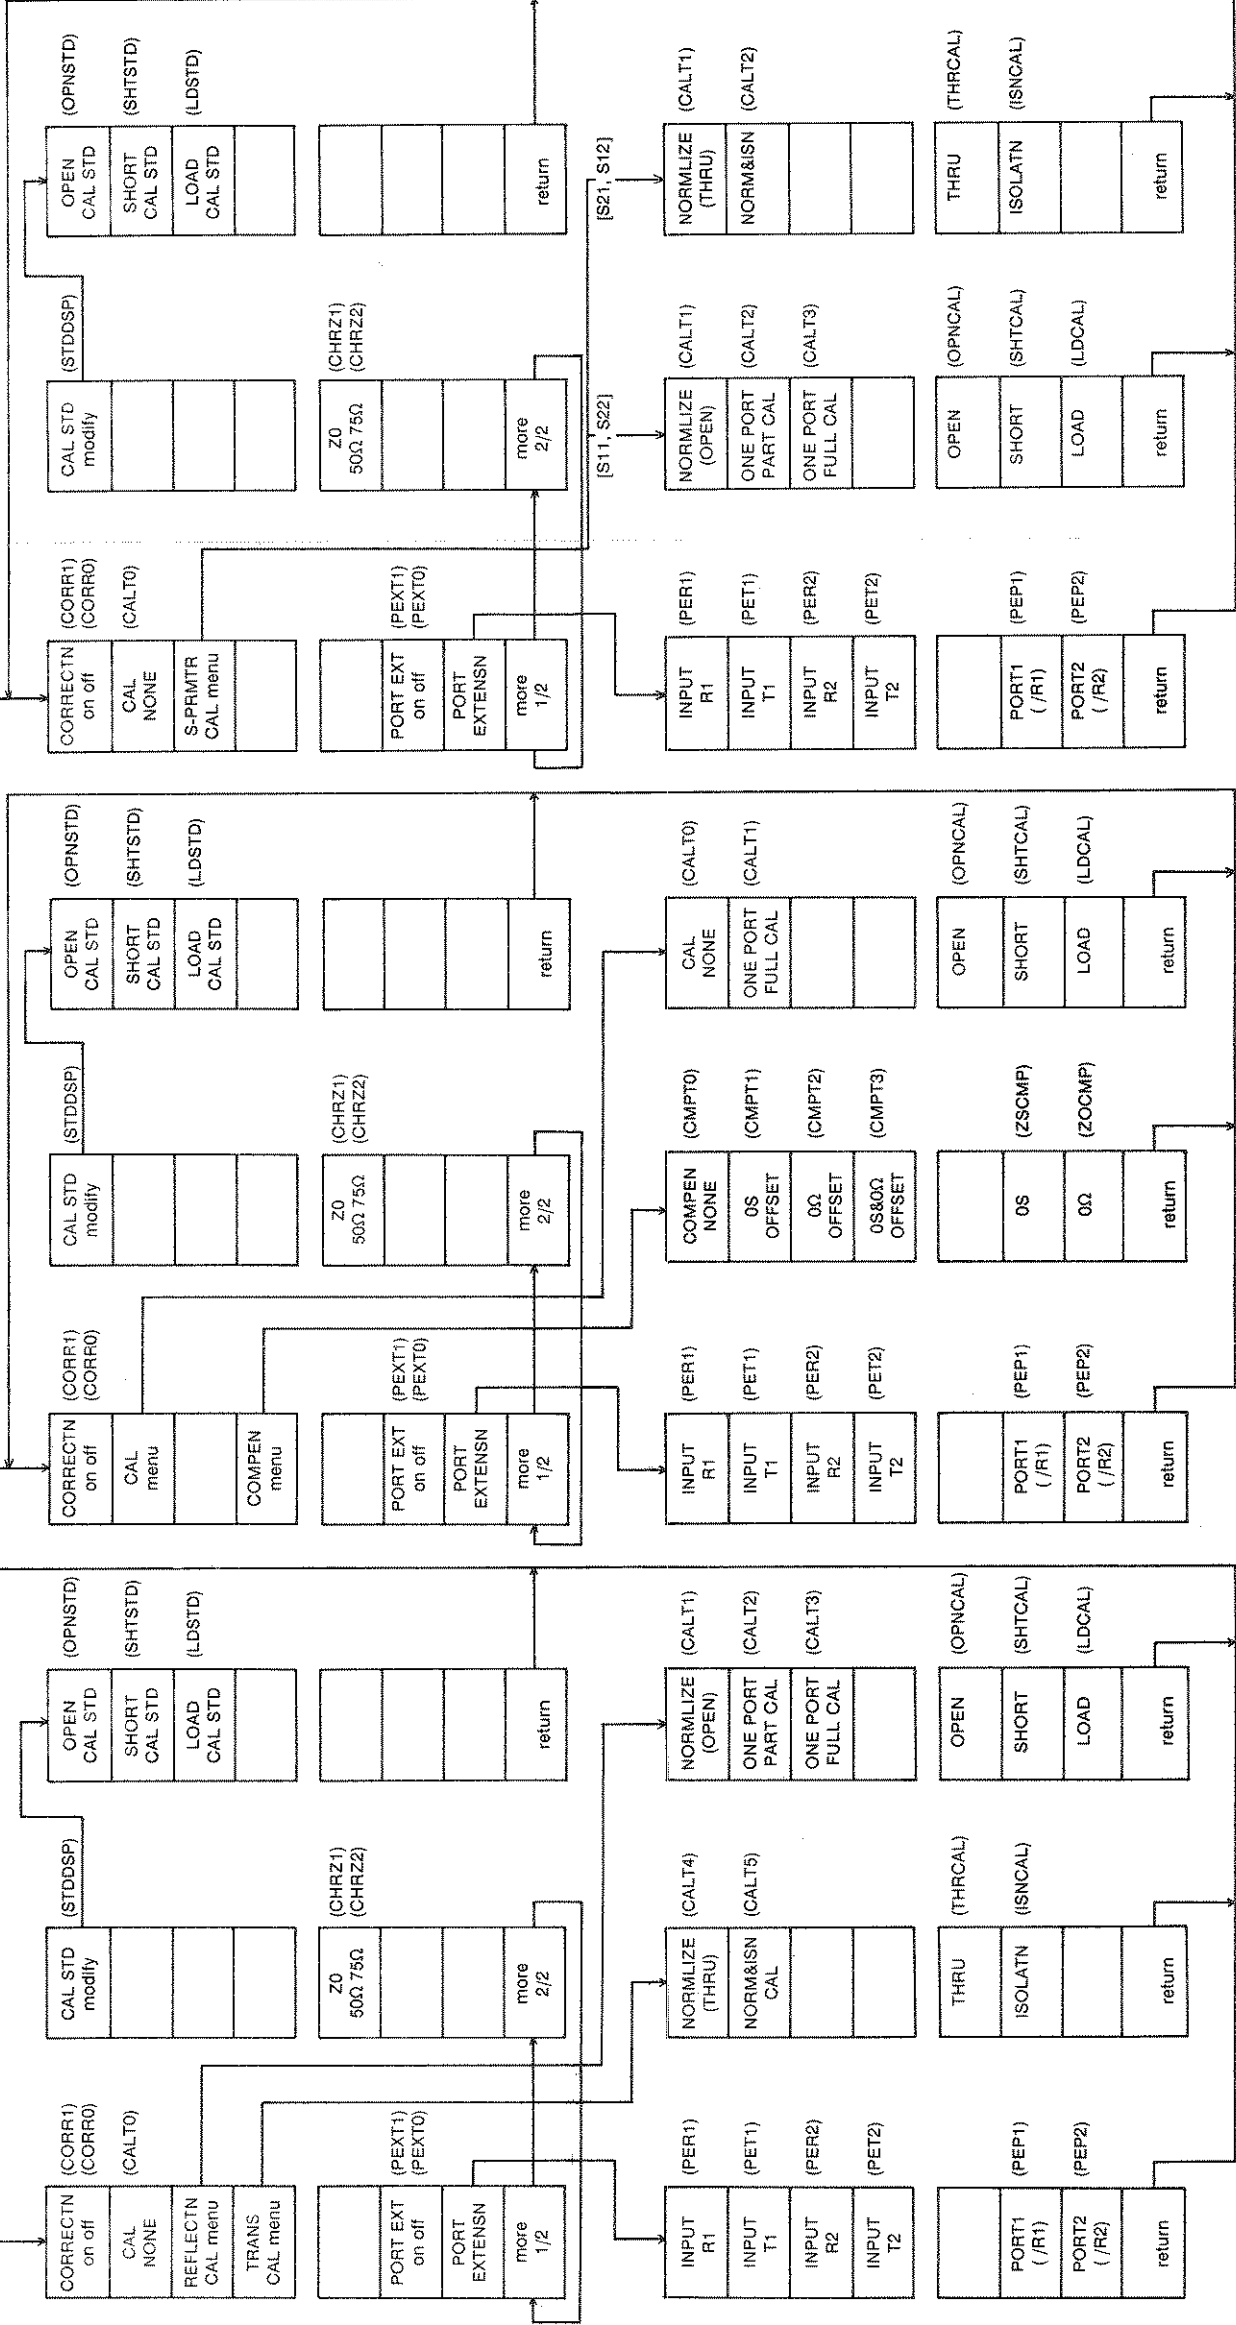 CORRECTN
on off
(CORR1)
(CORR0)
CAL
NONE
(CALT0)
REFLECTN
CAL menu
TRANS
CAL menu
PORT EXT
on off
(PEXT1)
(PEXT0)
PORT
EXTENSN
more
1/2
CAL STD
modify
(STDDSP)
Z0
50Ω 75Ω
(CHRZ1)
(CHRZ2)
more
2/2
OPEN
CAL STD
(OPNSTD)
SHORT
CAL STD
(SHTSTD)
LOAD
CAL STD
(LDSTD)
return
INPUT
R1
(PER1)
INPUT
T1
(PET1)
INPUT
R2
(PER2)
INPUT
T2
(PET2)
PORT1
( /R1)
(PEP1)
PORT2
( /R2)
(PEP2)
return
NORMLIZE
(THRU)
(CALT4)
NORM&ISN
CAL
(CALT5)
THRU
(THRCAL)
ISOLATN
(ISNCAL)
return
NORMLIZE
(OPEN)
(CALT1)
ONE PORT
PART CAL
(CALT2)
ONE PORT
FULL CAL
(CALT3)
OPEN
(OPNCAL)
SHORT
(SHTCAL)
LOAD
(LDCAL)
return
CORRECTN
on off
(CORR1)
(CORR0)
CAL
menu
COMPEN
menu
PORT EXT
on off
(PEXT1)
(PEXT0)
PORT
EXTENSN
more
1/2
CAL STD
modify
(STDDSP)
Z0
50Ω 75Ω
(CHRZ1)
(CHRZ2)
more
2/2
OPEN
CAL STD
(OPNSTD)
SHORT
CAL STD
(SHTSTD)
LOAD
CAL STD
(LDSTD)
return
INPUT
R1
(PER1)
INPUT
T1
(PET1)
INPUT
R2
(PER2)
INPUT
T2
(PET2)
PORT1
( /R1)
(PEP1)
PORT2
( /R2)
(PEP2)
return
COMPEN
NONE
(CMPT0)
0S
OFFSET
(CMPT1)
0Ω
OFFSET
(CMPT2)
0S&0Ω
OFFSET
(CMPT3)
0S
(ZSCMP)
0Ω
(ZOCMP)
return
CAL
NONE
(CALT0)
ONE PORT
FULL CAL
(CALT1)
OPEN
(OPNCAL)
SHORT
(SHTCAL)
LOAD
(LDCAL)
return
CORRECTN
on off
(CORR1)
(CORR0)
CAL
NONE
(CALT0)
S-PRMTR
CAL menu
PORT EXT
on off
(PEXT1)
(PEXT0)
PORT
EXTENSN
more
1/2
CAL STD
modify
(STDDSP)
Z0
50Ω 75Ω
(CHRZ1)
(CHRZ2)
more
2/2
OPEN
CAL STD
(OPNSTD)
SHORT
CAL STD
(SHTSTD)
LOAD
CAL STD
(LDSTD)
return
INPUT
R1
(PER1)
INPUT
T1
(PET1)
INPUT
R2
(PER2)
INPUT
T2
(PET2)
PORT1
( /R1)
(PEP1)
PORT2
( /R2)
(PEP2)
return
[S11, S22]
NORMLIZE
(OPEN)
(CALT1)
ONE PORT
PART CAL
(CALT2)
ONE PORT
FULL CAL
(CALT3)
OPEN
(OPNCAL)
SHORT
(SHTCAL)
LOAD
(LDCAL)
return
[S21, S12]
NORMLIZE
(THRU)
(CALT1)
NORM&ISN
(CALT2)
THRU
(THRCAL)
ISOLATN
(ISNCAL)
return